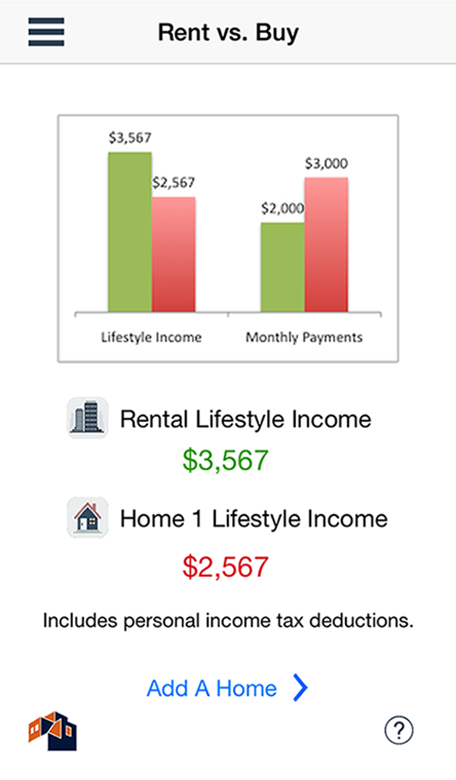 Rent vs. Buy
$3,567
$2,567
$2,000
$3,000
Lifestyle Income
Monthly Payments
Rental Lifestyle Income
$3,567
Home 1 Lifestyle Income
$2,567
Includes personal income tax deductions.
Add A Home
?